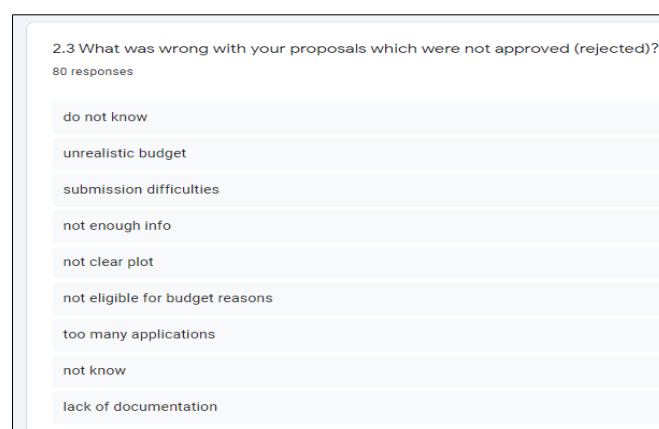 2.3 What was wrong with your proposals which were not approved (rejected)?
80 responses
do not know
unrealistic budget
submission difficulties
not enough info
not clear plot
not eligible for budget reasons
too many applications
not know
lack of documentation